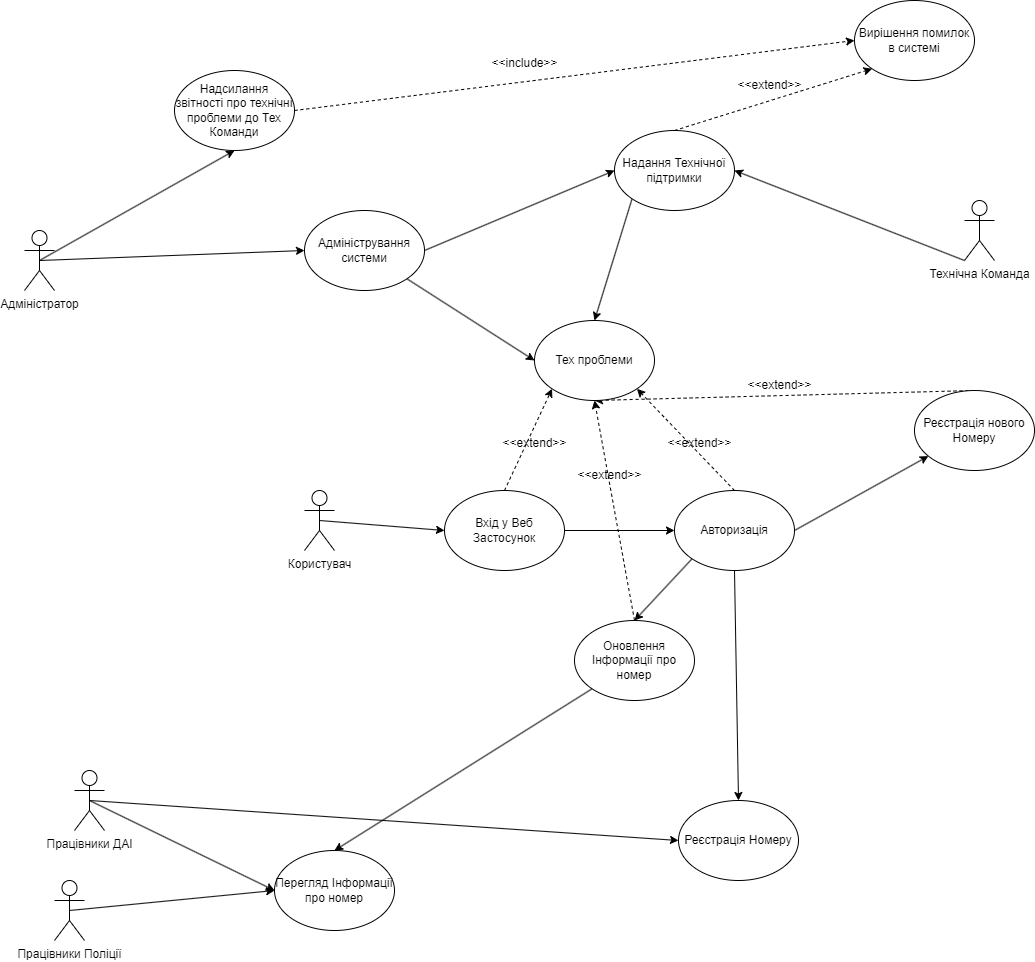 Вирішення помилок
в системі
<<include>>
<<extend>>
Надсилання
звітності про технічні
проблеми до Тех
Команди
Надання Технічної
підтримки
Адміністрування
системи
Адміністратор
Технічна Команда
Тех проблеми
<<extend>>
Реєстрація нового
Номеру
<<extend>>
<<extend>>
<<extend>>
Вхід у Веб
Застосунок
Авторизація
Користувач
Оновлення
Інформації про
номер
Працівники ДАІ
Реєстрація Номеру
Перегляд Інформації
про номер
Працівники Поліції